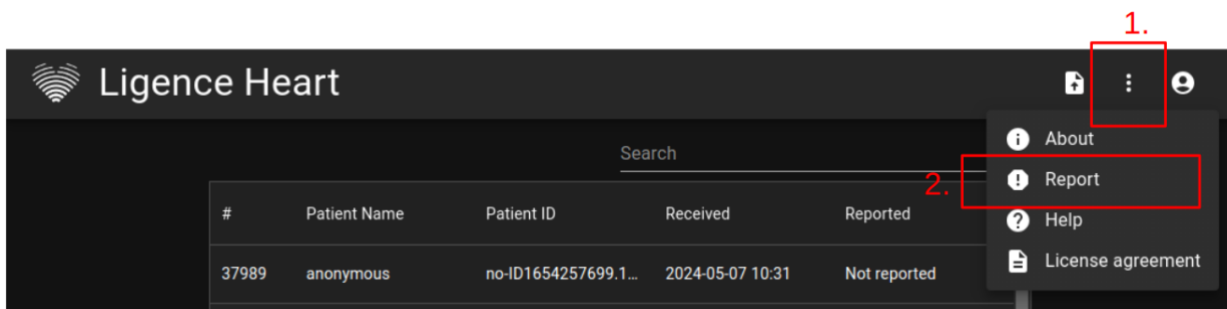 1.
Ligence Heart
About
Search
2.
Report
# Patient Name Patient ID Received Reported
Help
37989 anonymous no-ID1654257699.1... 2024-05-07 10:31 Not reported
License agreement